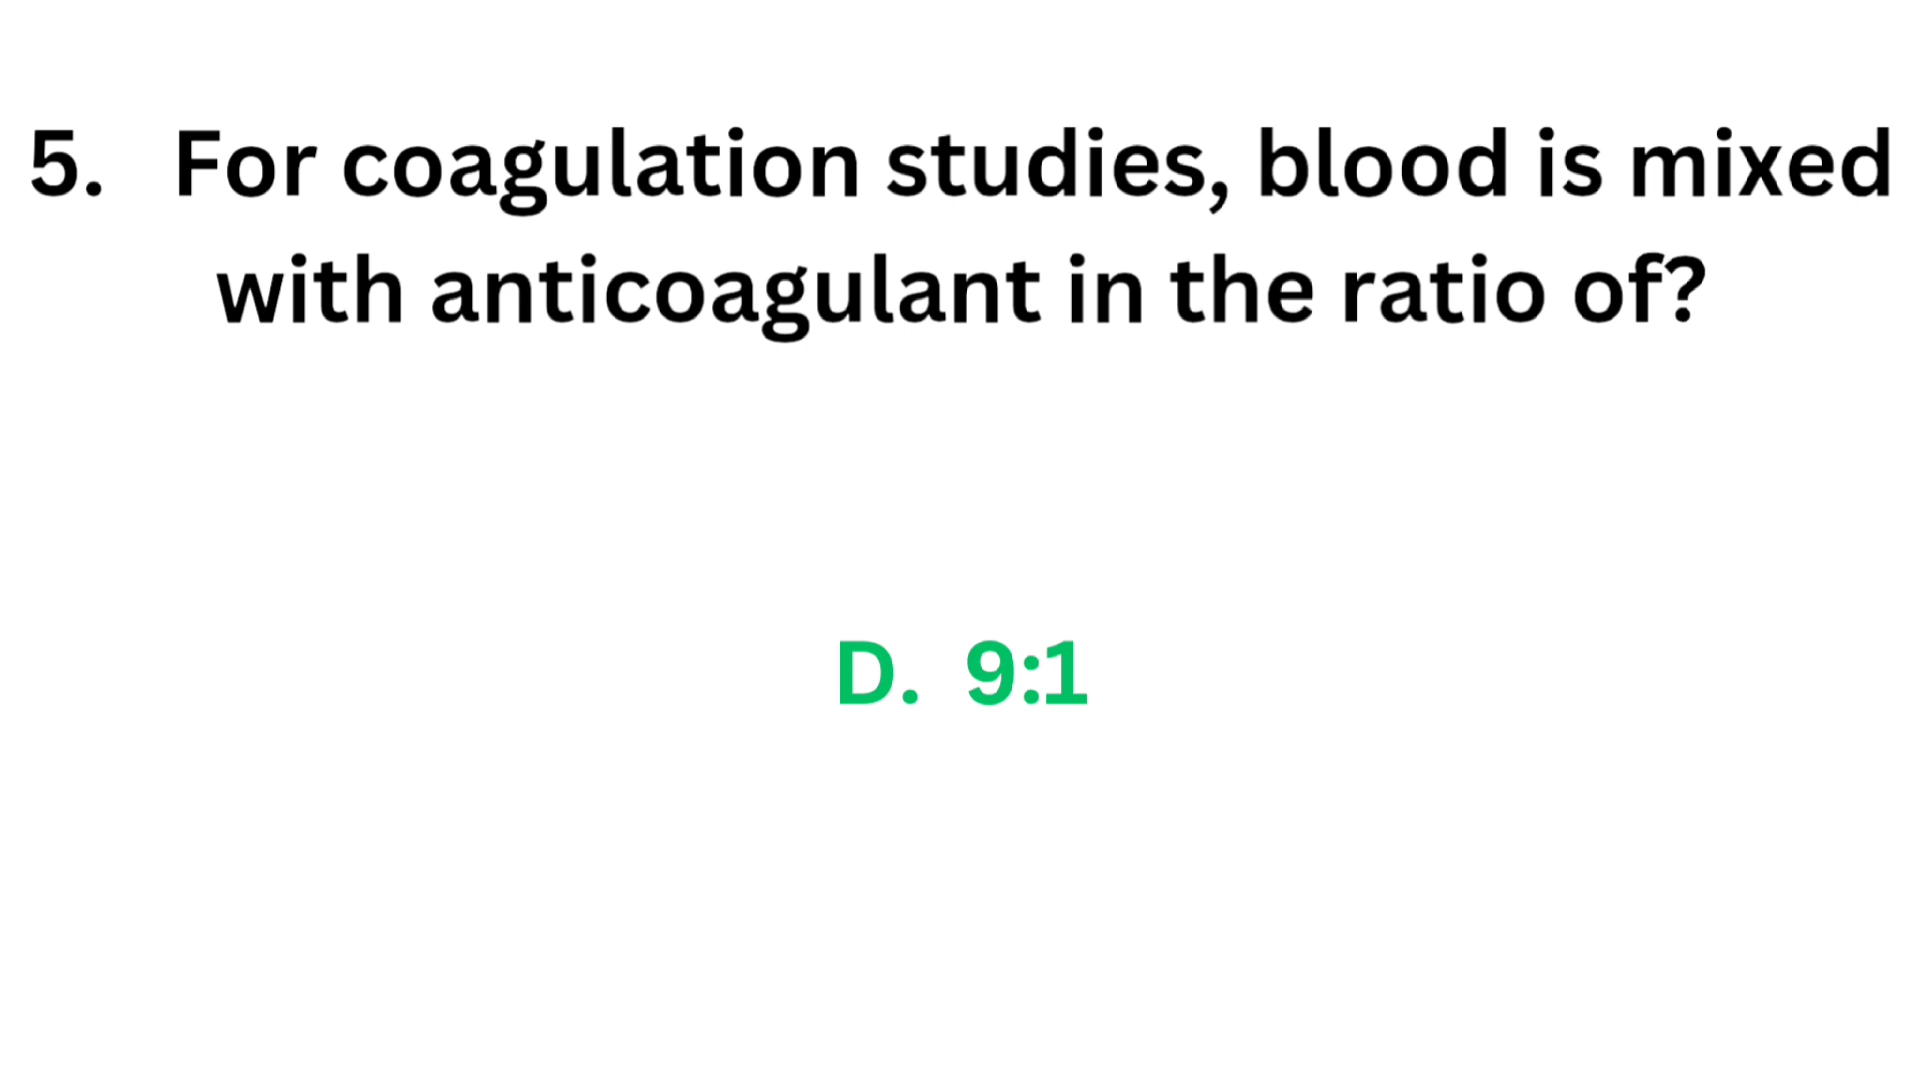 5. For coagulation studies, blood is mixed
with anticoagulant in the ratio of?
D. 9:1